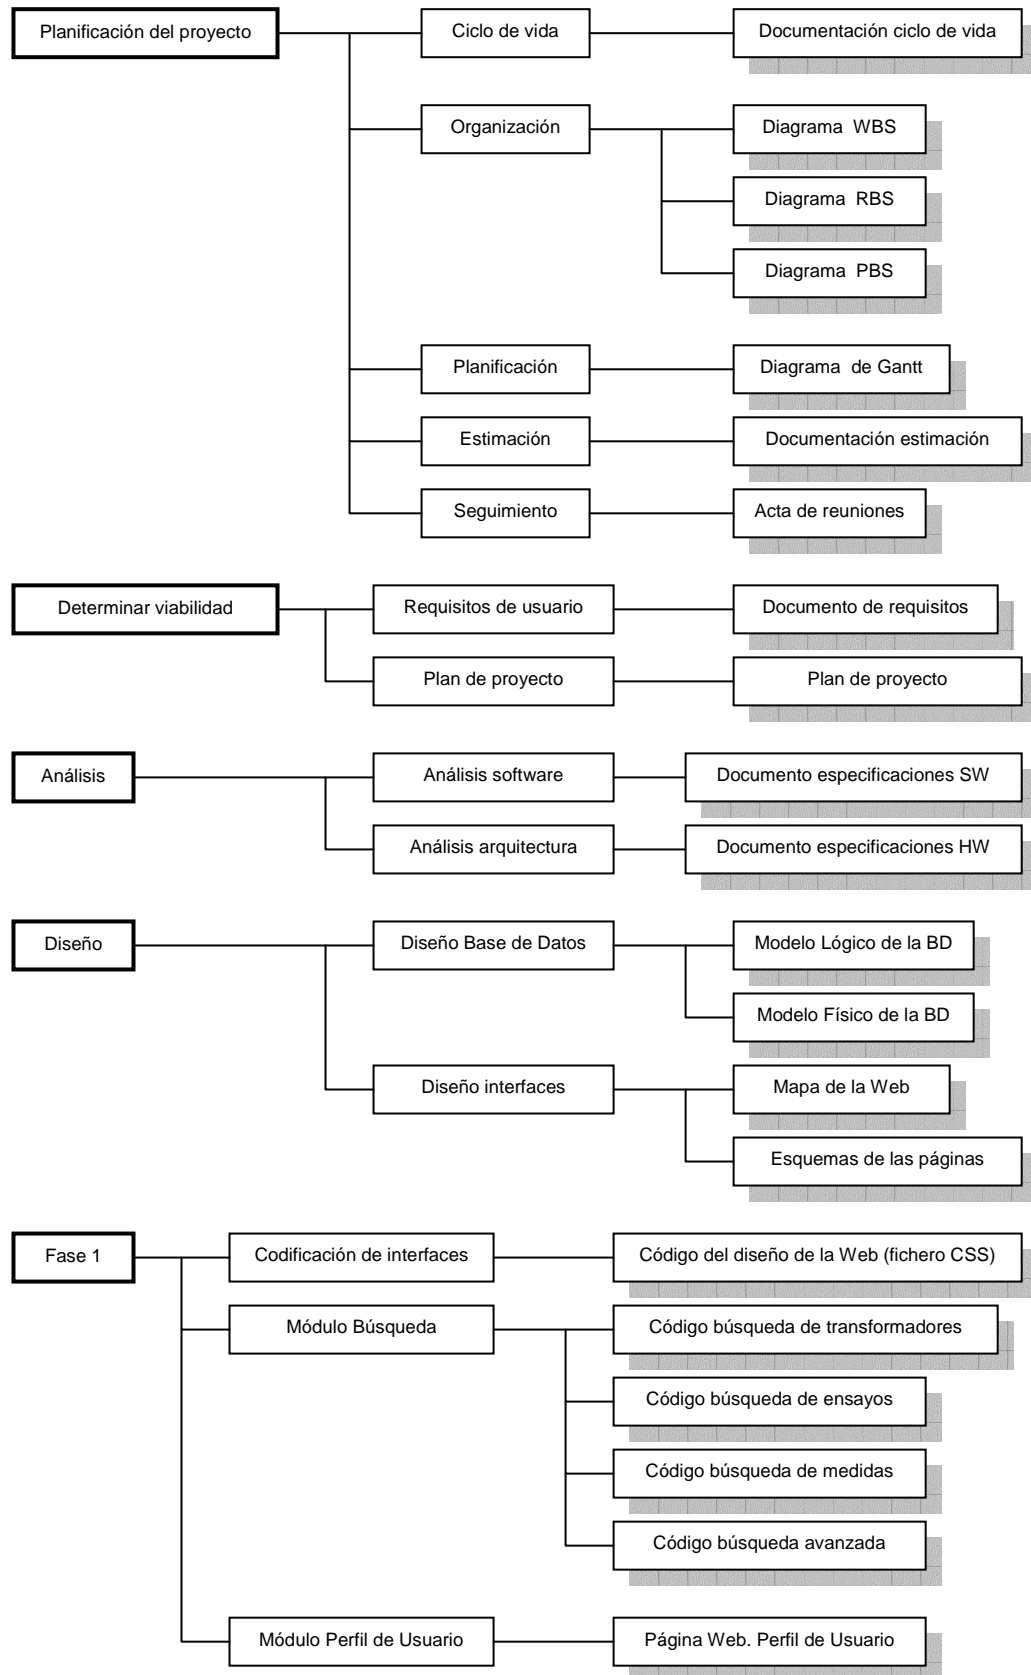 Planificación del proyecto
Ciclo de vida
Documentación ciclo de vida
Organización
Diagrama WBS
Diagrama RBS
Diagrama PBS
Planificación
Diagrama de Gantt
Estimación
Documentación estimación
Seguimiento
Acta de reuniones
Determinar viabilidad
Requisitos de usuario
Documento de requisitos
Plan de proyecto
Plan de proyecto
Análisis
Análisis software
Documento especificaciones SW
Análisis arquitectura
Documento especificaciones HW
Diseño
Diseño Base de Datos
Modelo Lógico de la BD
Modelo Físico de la BD
Diseño interfaces
Mapa de la Web
Esquemas de las páginas
Fase 1
Codificación de interfaces
Código del diseño de la Web (fichero CSS)
Módulo Búsqueda
Código búsqueda de transformadores
Código búsqueda de ensayos
Código búsqueda de medidas
Código búsqueda avanzada
Módulo Perfil de Usuario
Página Web. Perfil de Usuario